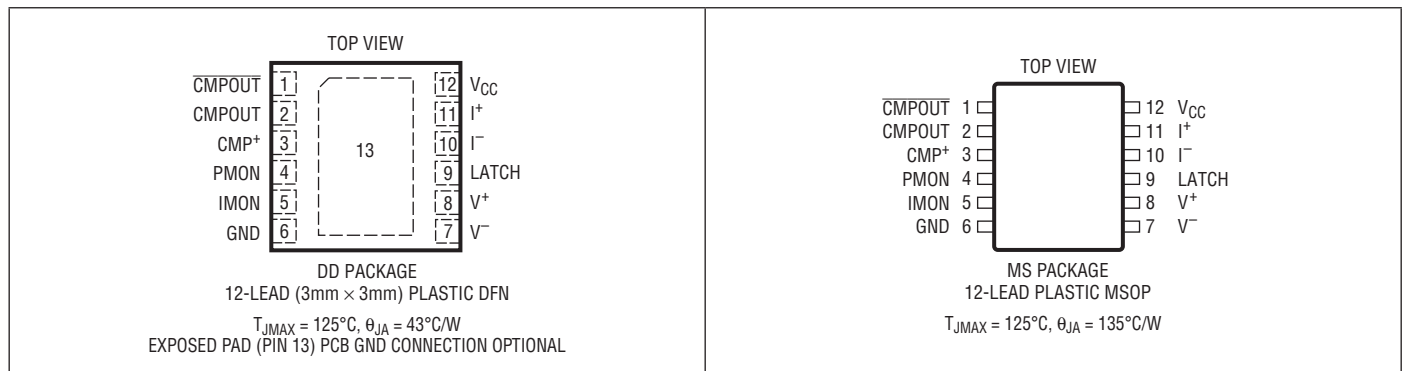 TOP VIEW
CMPOUT 1 12 VCC
CMPOUT 2 11 I+
CMP+ 3 10 I−
PMON 4 9 LATCH
IMON 5 8 V+
GND 6 7 V−
13
DD PACKAGE
12-LEAD (3mm × 3mm) PLASTIC DFN
TJMAX = 125°C, θJA = 43°C/W
EXPOSED PAD (PIN 13) PCB GND CONNECTION OPTIONAL
TOP VIEW
CMPOUT 1 12 VCC
CMPOUT 2 11 I+
CMP+ 3 10 I−
PMON 4 9 LATCH
IMON 5 8 V+
GND 6 7 V−
MS PACKAGE
12-LEAD PLASTIC MSOP
TJMAX = 125°C, θJA = 135°C/W